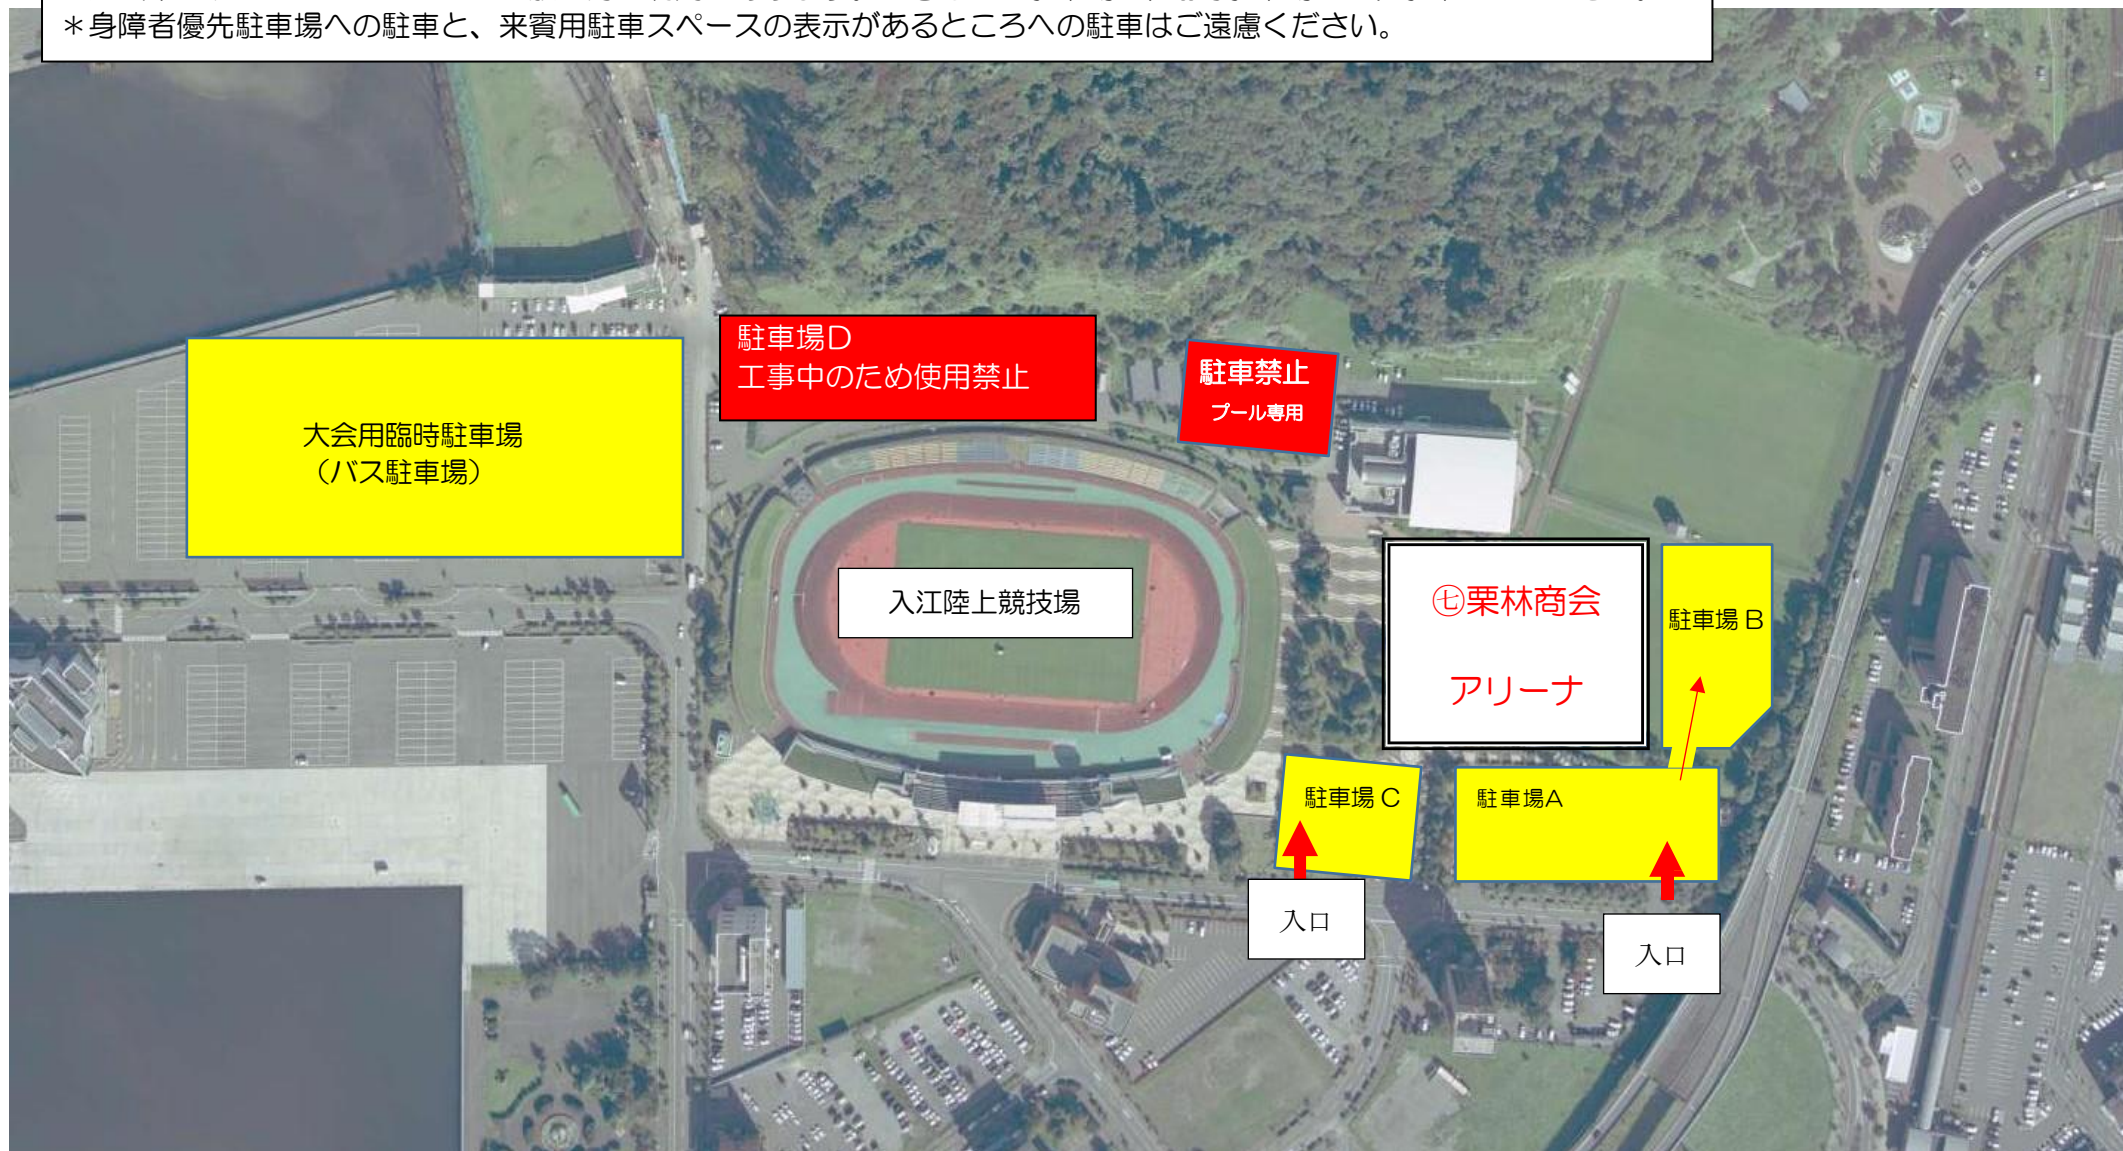 ＊身障者優先駐車場への駐車と、来賓用駐車スペースの表示があるところへの駐車はご遠慮ください。
駐車場D
工事中のため使用禁止
駐車禁止
プール専用
大会用臨時駐車場
（バス駐車場）
入江陸上競技場
㊆栗林商会
アリーナ
駐車場 B
駐車場 C
駐車場A
入口
入口